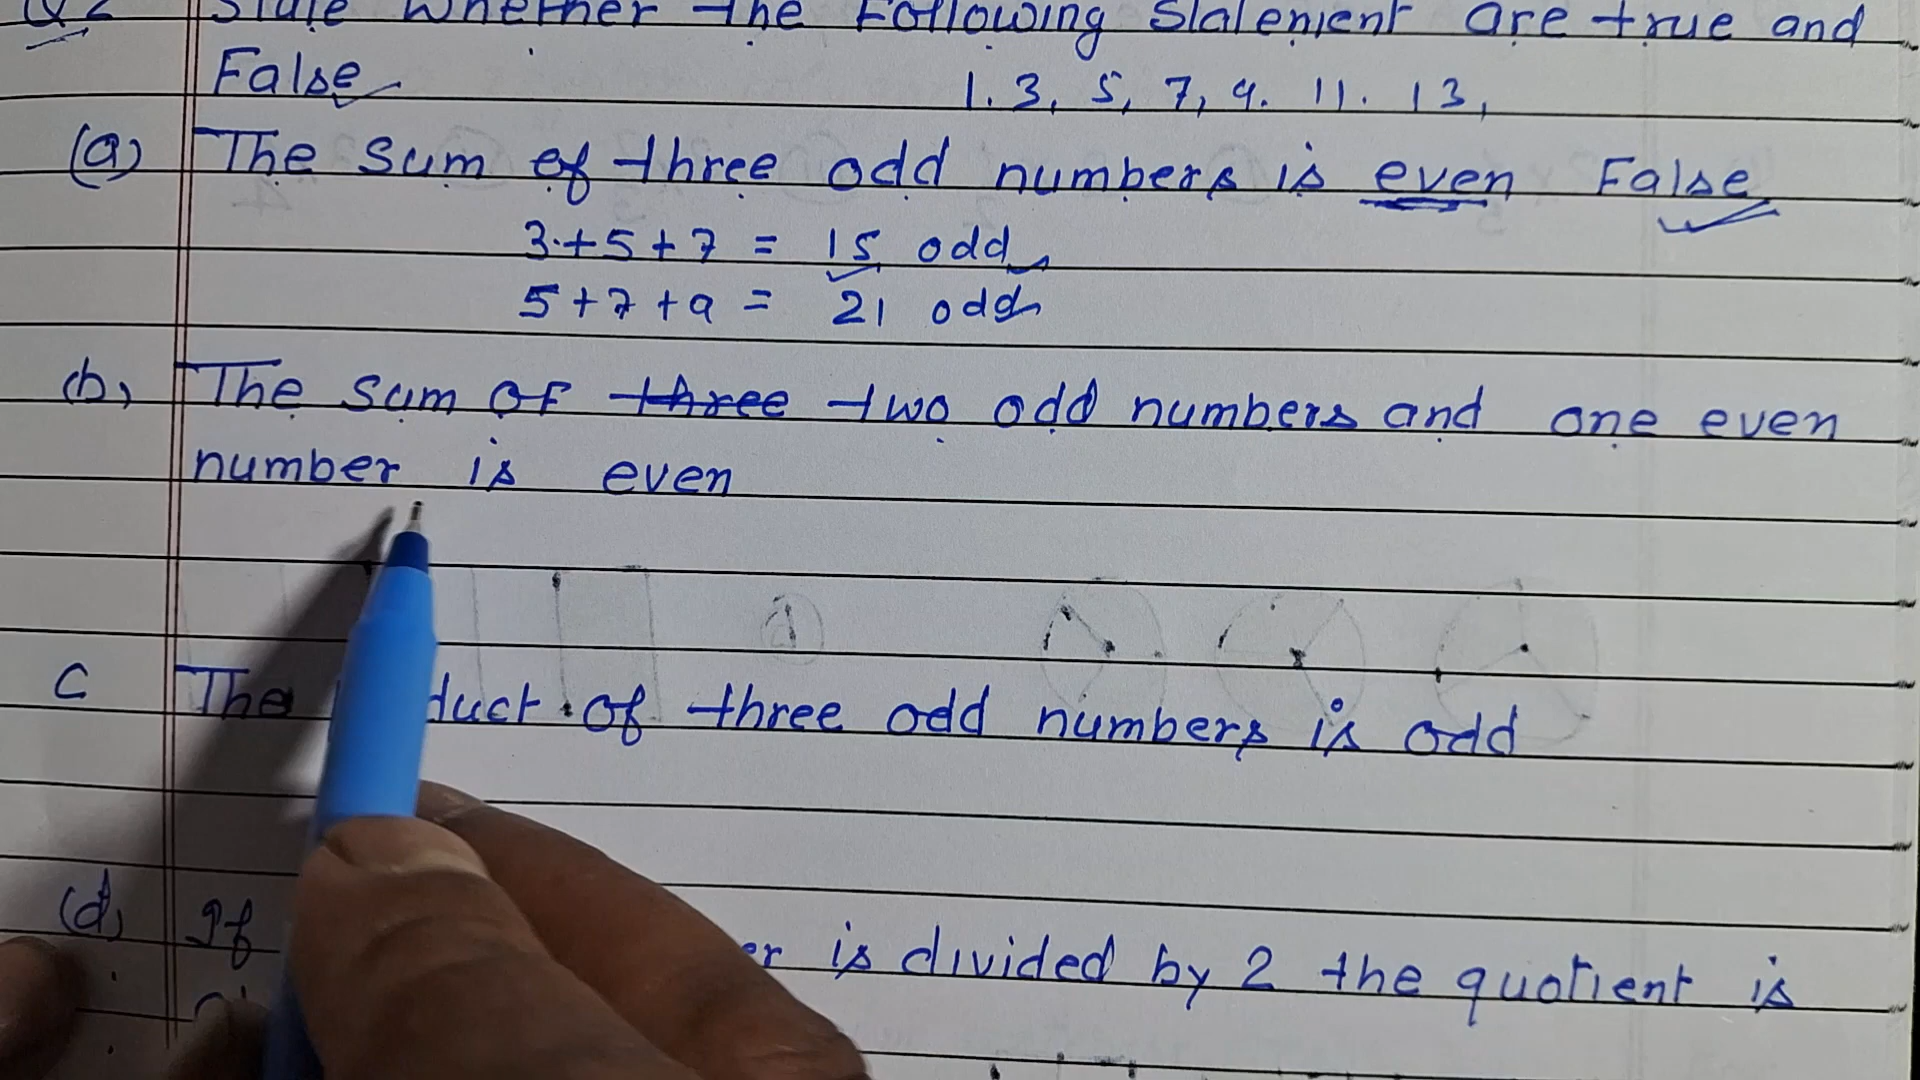 Q2 State whether the Following Statement are true and
False
1. 3, 5, 7, 9. 11. 13,
(a) The Sum of three odd numbers is even False
3+5+7 = 15 odd
5+7+9 = 21 odd
(b) The Sum OF three two odd numbers and one even
number is even
C The duct of three odd numbers is odd
(d) If er is divided by 2 the quotient is